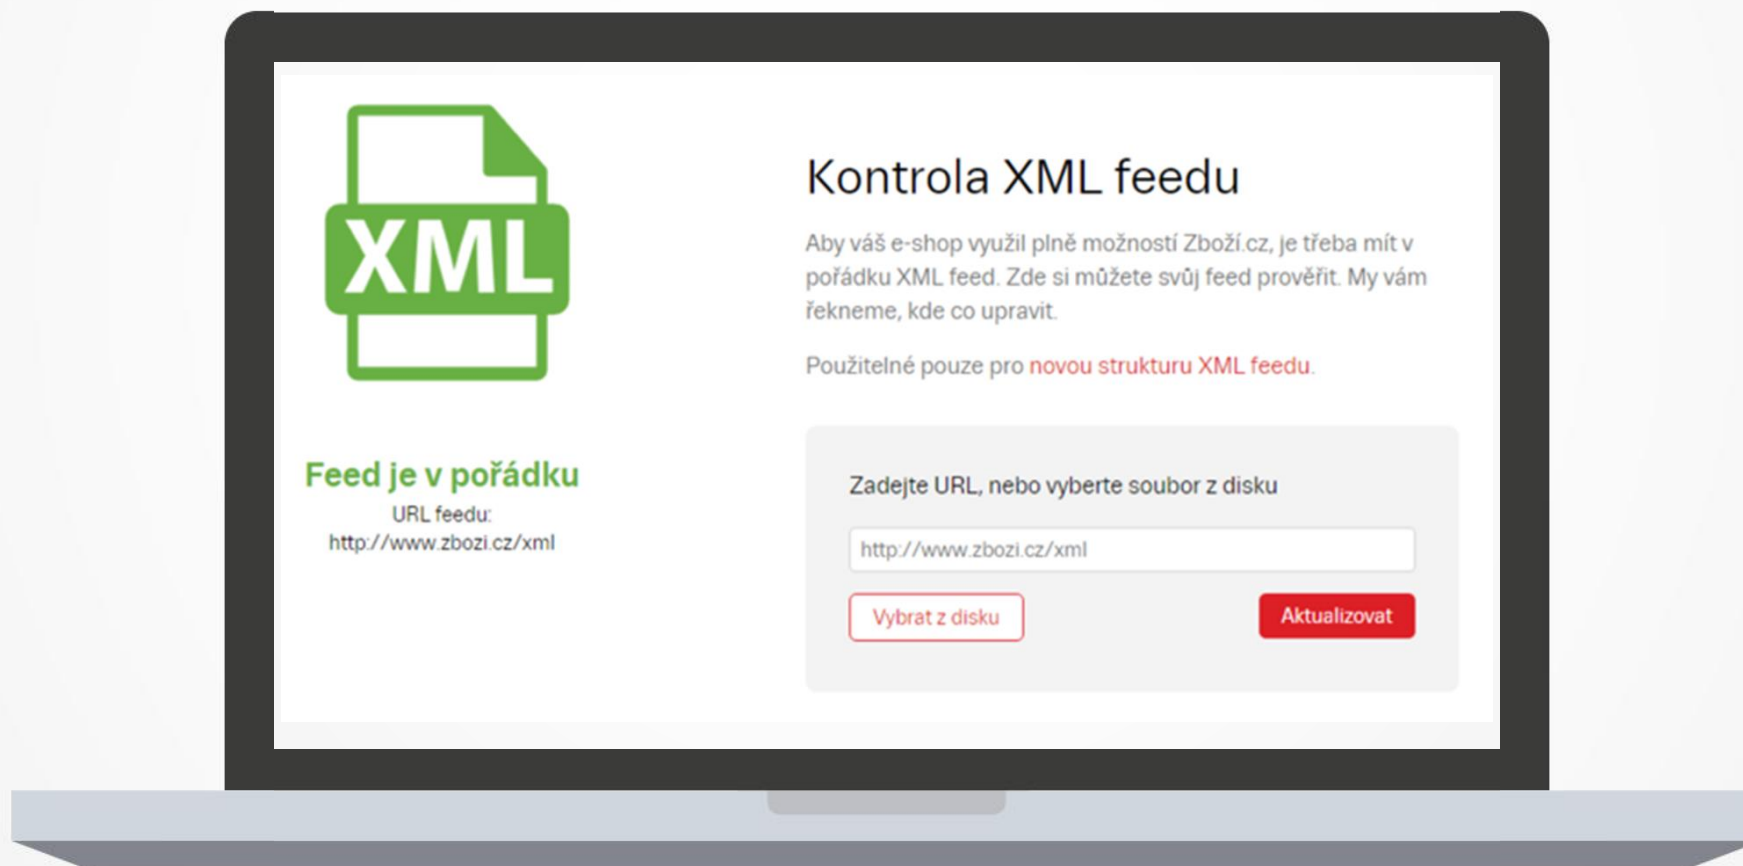 XML
Feed je v pořádku
URL feedu:
http://www.zbozi.cz/xml
Kontrola XML feedu
Aby váš e-shop využil plně možností Zboží.cz, je třeba mít v
pořádku XML feed. Zde si můžete svůj feed prověřit. My vám
řekneme, kde co upravit.
Použitelné pouze pro novou strukturu XML feedu.
Zadejte URL, nebo vyberte soubor z disku
http://www.zbozi.cz/xml
Vybrat z disku
Aktualizovat